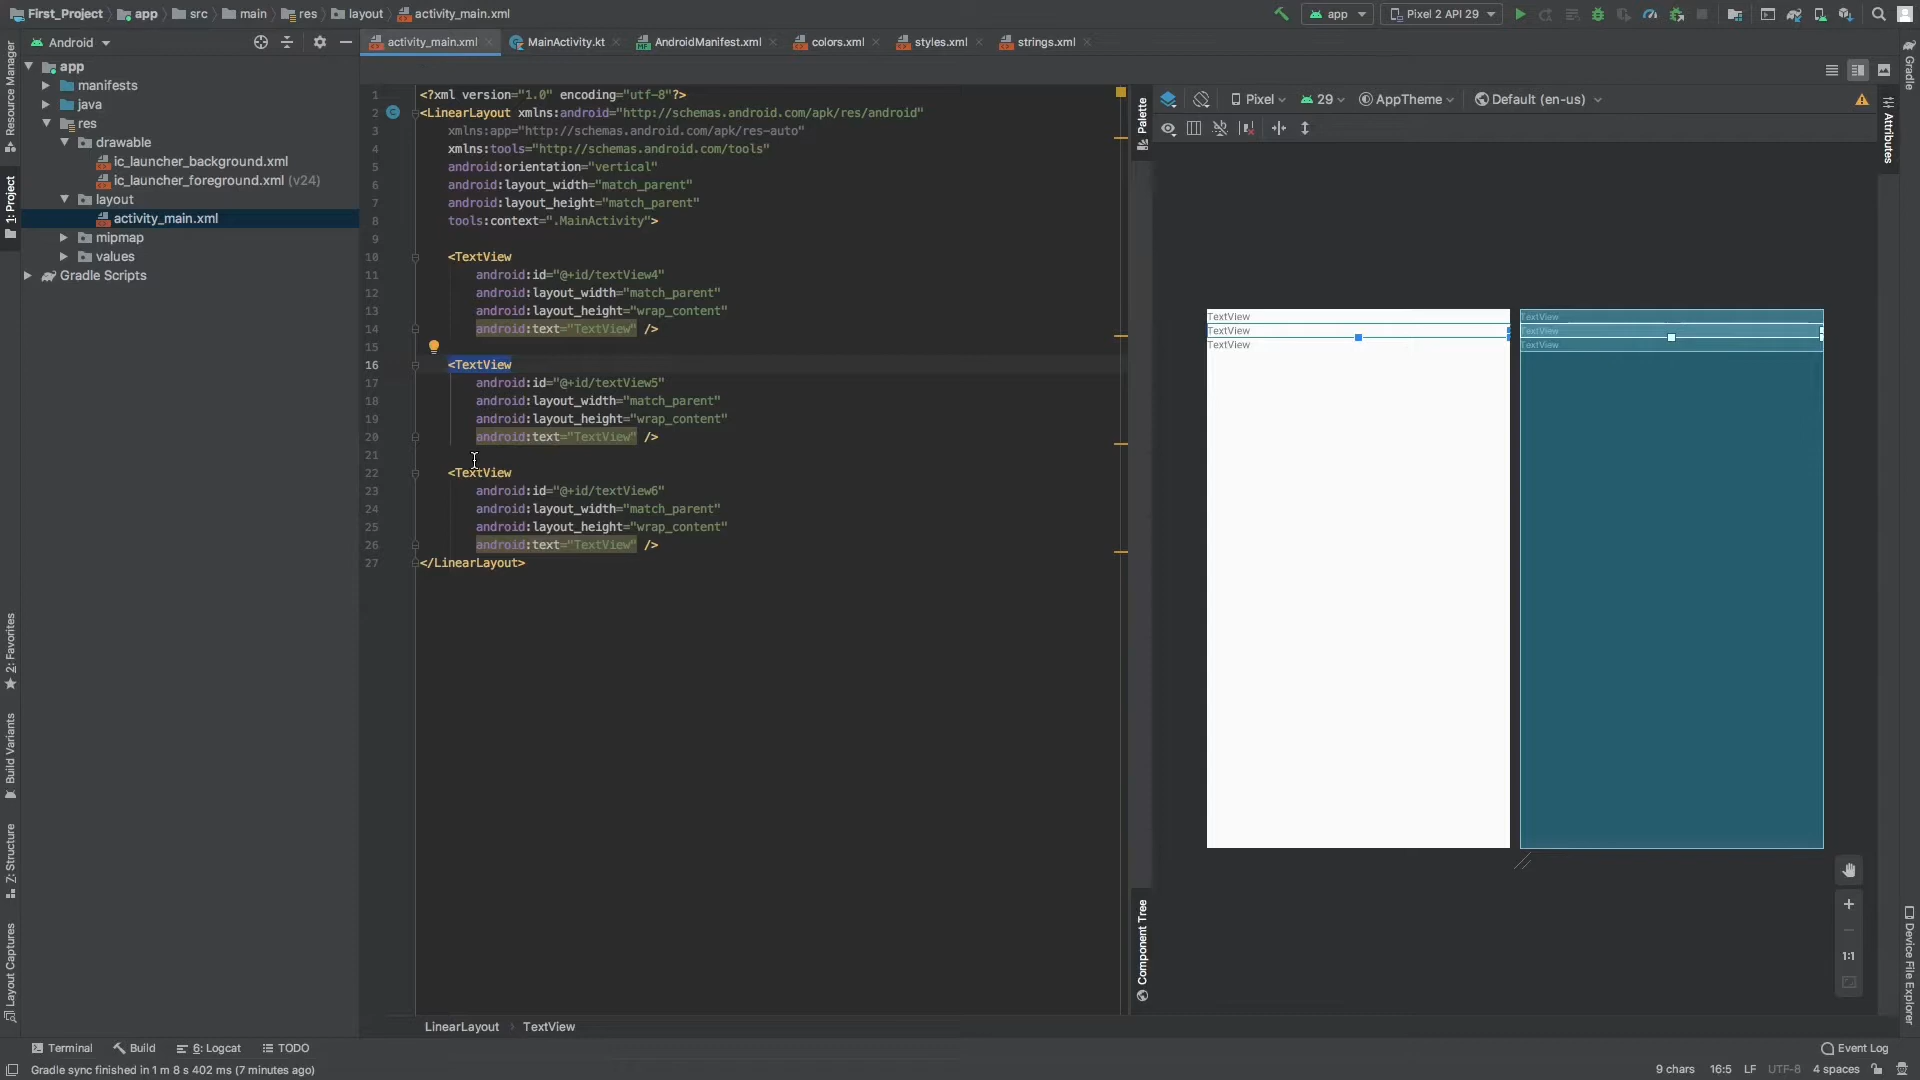 First_Project app src main res layout activity_main.xml
app Pixel 2 API 29
Android
activity_main.xml MainActivity.kt AndroidManifest.xml colors.xml styles.xml strings.xml
Resource Manager
1: Project
2: Favorites
Build Variants
Z: Structure
Layout Captures
app
manifests
java
res
drawable
ic_launcher_background.xml
ic_launcher_foreground.xml (v24)
layout
activity_main.xml
mipmap
values
Gradle Scripts
1 <?xml version="1.0" encoding="utf-8"?>
2 <LinearLayout xmlns:android="http://schemas.android.com/apk/res/android"
3 xmlns:app="http://schemas.android.com/apk/res-auto"
4 xmlns:tools="http://schemas.android.com/tools"
5 android:orientation="vertical"
6 android:layout_width="match_parent"
7 android:layout_height="match_parent"
8 tools:context=".MainActivity">
9
10 <TextView
11 android:id="@+id/textView4"
12 android:layout_width="match_parent"
13 android:layout_height="wrap_content"
14 android:text="TextView" />
15
16 <TextView
17 android:id="@+id/textView5"
18 android:layout_width="match_parent"
19 android:layout_height="wrap_content"
20 android:text="TextView" />
21
22 <TextView
23 android:id="@+id/textView6"
24 android:layout_width="match_parent"
25 android:layout_height="wrap_content"
26 android:text="TextView" />
27 </LinearLayout>
LinearLayout › TextView
Palette
Component Tree
Pixel 29 AppTheme Default (en-us)
TextView
TextView
TextView
TextView
TextView
TextView
1:1
Gradle
Attributes
Device File Explorer
Terminal Build 6: Logcat TODO Event Log
Gradle sync finished in 1 m 8 s 402 ms (7 minutes ago) 9 chars 16:5 LF UTF-8 4 spaces